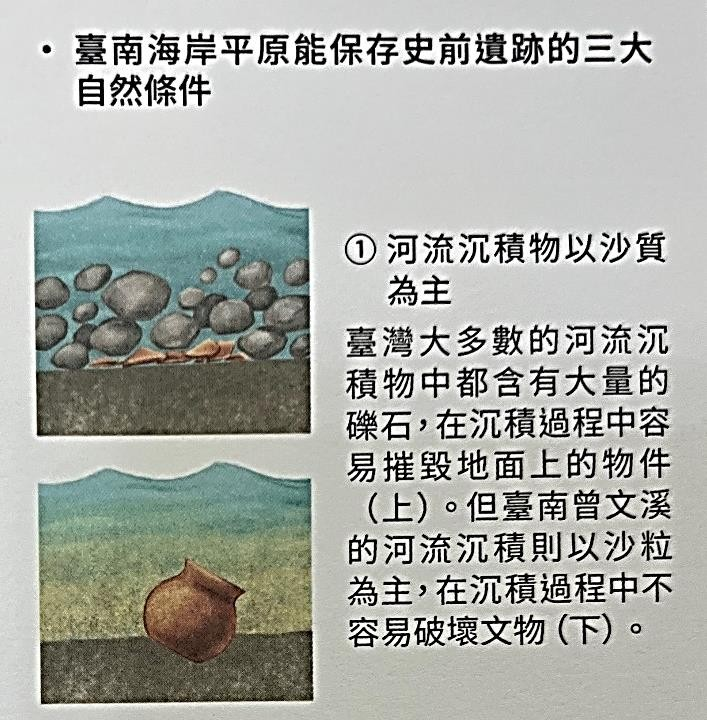 • 臺南海岸平原能保存史前遺跡的三大
自然條件
① 河流沉積物以沙質
為主
臺灣大多數的河流沉
積物中都含有大量的
礫石，在沉積過程中容
易摧毀地面上的物件
（上）。但臺南曾文溪
的河流沉積則以沙粒
為主，在沉積過程中不
容易破壞文物（下）。